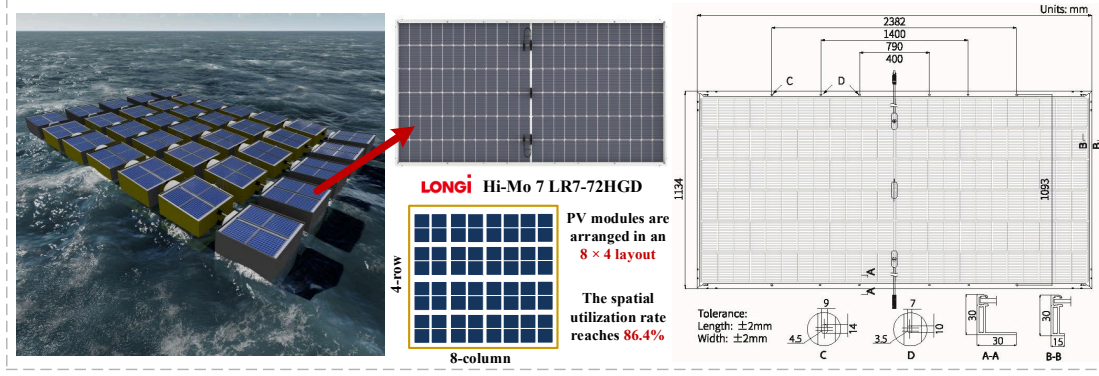 LONGi Hi-Mo 7 LR7-72HGD
4-row
8-column
PV modules are
arranged in an
8 × 4 layout
The spatial
utilization rate
reaches 86.4%
Units: mm
2382
1400
790
400
C
D
B
B
1134
1093
A
A
Tolerance:
Length: ±2mm
Width: ±2mm
9
4.5
14
C
7
3.5
10
D
30
30
A-A
30
15
B-B